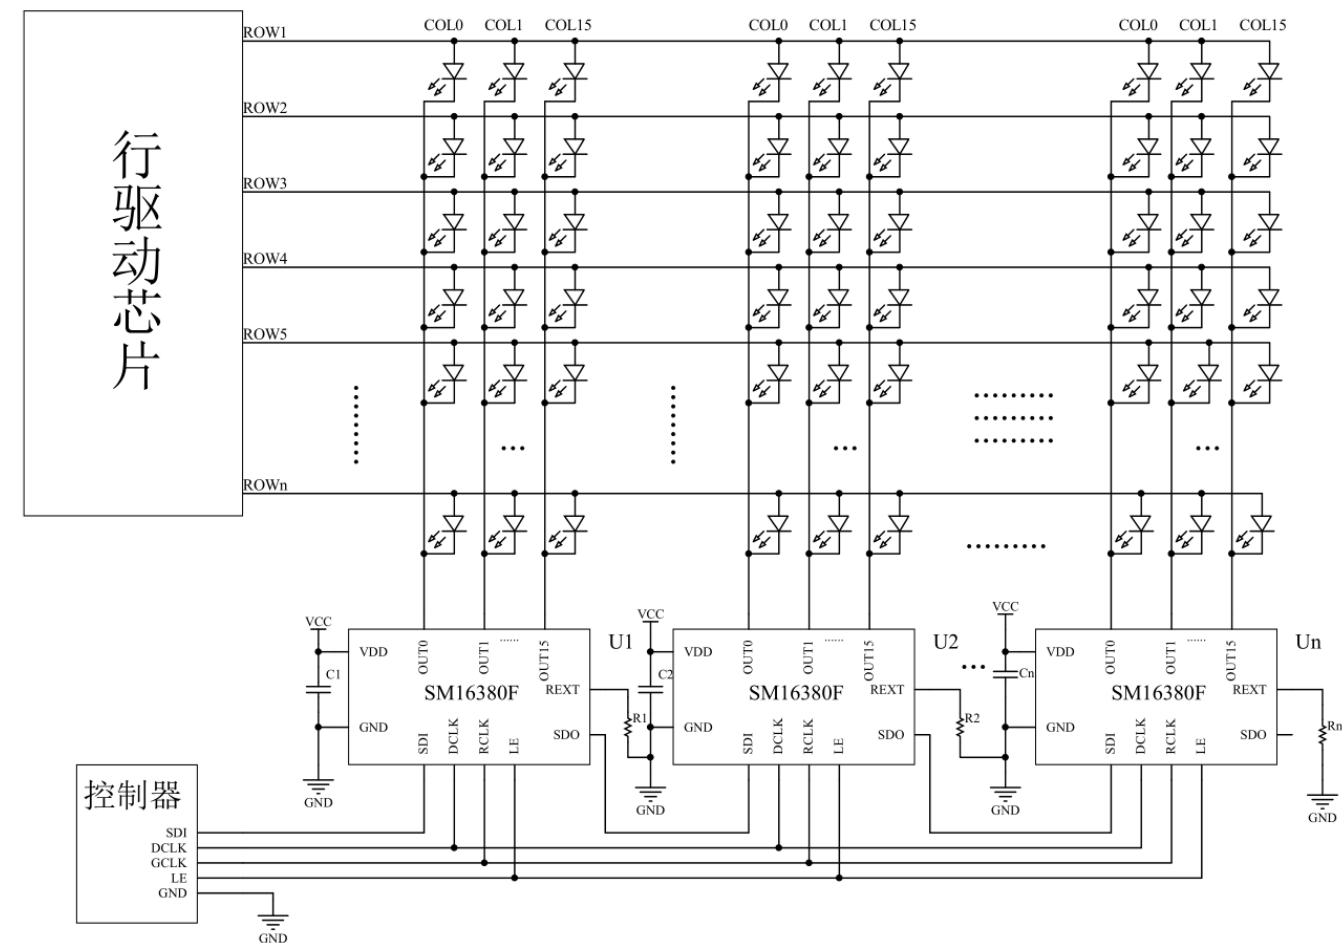 COL0 COL1 COL15 COL0 COL1 COL15 COL0 COL1 COL15
ROW1
ROW2
ROW3
ROW4
ROW5
ROWn
行驱动芯片
VCC VCC VCC
U1 U2 Un
VDD OUT0 OUT1 ...... OUT15 VDD OUT0 OUT1 ...... OUT15 VDD OUT0 OUT1 ...... OUT15
C1 C2 Cn
SM16380F REXT SM16380F REXT SM16380F REXT
R1 R2 Rn
GND SDI DCLK RCLK LE SDO GND SDI DCLK RCLK LE SDO GND SDI DCLK RCLK LE SDO
GND GND GND GND
控制器
SDI
DCLK
GCLK
LE
GND
GND